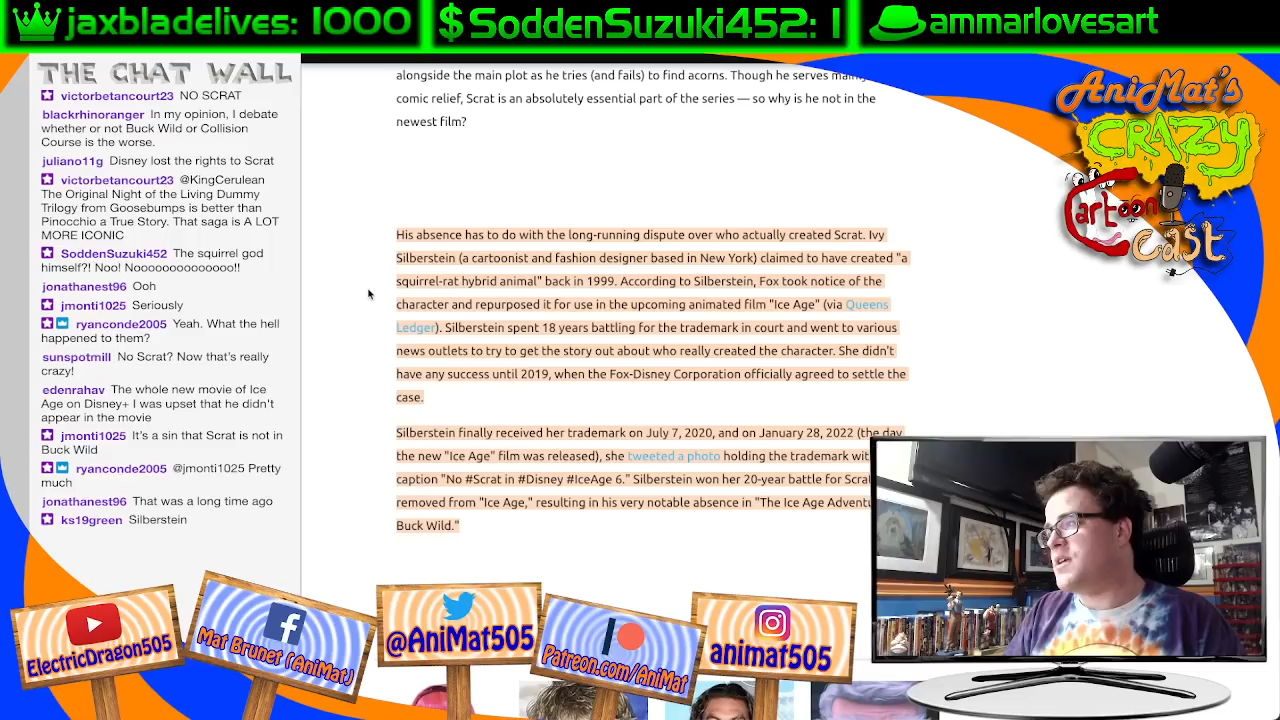 jaxbladelives: 1000
$ SoddenSuzuki452: 1
ammarlovesart
THE CHAT WALL
victorbetancourt23 NO SCRAT
blackrhinoranger In my opinion, I debate
whether or not Buck Wild or Collision
Course is the worse.
juliano11g Disney lost the rights to Scrat
victorbetancourt23 @KingCerulean
The Original Night of the Living Dummy
Trilogy from Goosebumps is better than
Pinocchio a True Story. That saga is A LOT
MORE ICONIC
SoddenSuzuki452 The squirrel god
himself?! Noo! Nooooooooooooo!!
jonathanest96 Ooh
jmonti1025 Seriously
ryanconde2005 Yeah. What the hell
happened to them?
sunspotmill No Scrat? Now that's really
crazy!
edenrahav The whole new movie of Ice
Age on Disney+ I was upset that he didn't
appear in the movie
jmonti1025 It's a sin that Scrat is not in
Buck Wild
ryanconde2005 @jmonti1025 Pretty
much
jonathanest96 That was a long time ago
ks19green Silberstein
alongside the main plot as he tries (and fails) to find acorns. Though he serves
comic relief, Scrat is an absolutely essential part of the series — so why is he not in the
newest film?
His absence has to do with the long-running dispute over who actually created Scrat. Ivy
Silberstein (a cartoonist and fashion designer based in New York) claimed to have created "a
squirrel-rat hybrid animal" back in 1999. According to Silberstein, Fox took notice of the
character and repurposed it for use in the upcoming animated film "Ice Age" (via Queens
Ledger). Silberstein spent 18 years battling for the trademark in court and went to various
news outlets to try to get the story out about who really created the character. She didn't
have any success until 2019, when the Fox-Disney Corporation officially agreed to settle the
case.
Silberstein finally received her trademark on July 7, 2020, and on January 28, 2022 (the day
the new "Ice Age" film was released), she tweeted a photo holding the trademark
caption "No #Scrat in #Disney #IceAge 6." Silberstein won her 20-year battle for
removed from "Ice Age," resulting in his very notable absence in "The Ice Age
Buck Wild."
AniMat's
CRAZY
Cartoon
Cast
ElectricDragon505
Mat Brunet (AniMat)
@AniMat505
Patreon.com/AniMat
animat505